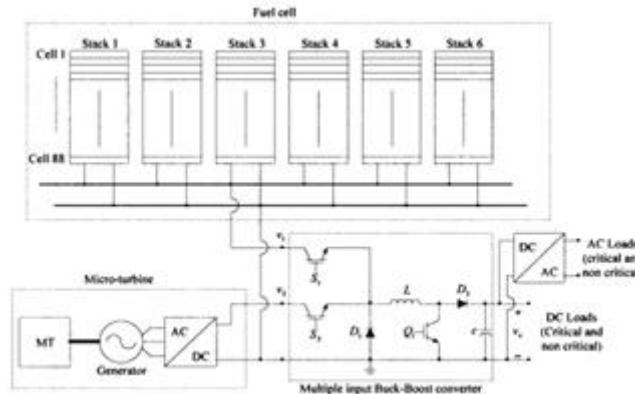 Fuel cell
Stack 1 Stack 2 Stack 3 Stack 4 Stack 5 Stack 6
Cell 1
Cell 88
Micro-turbine
MT
Generator
AC
DC
v₁
v₂
S₁
S₂
L
D₂
D₁
Q₁
c
vₒ
Multiple input Buck-Boost converter
DC
AC
AC Loads
(critical and
non critical)
DC Loads
(Critical and
non critical)